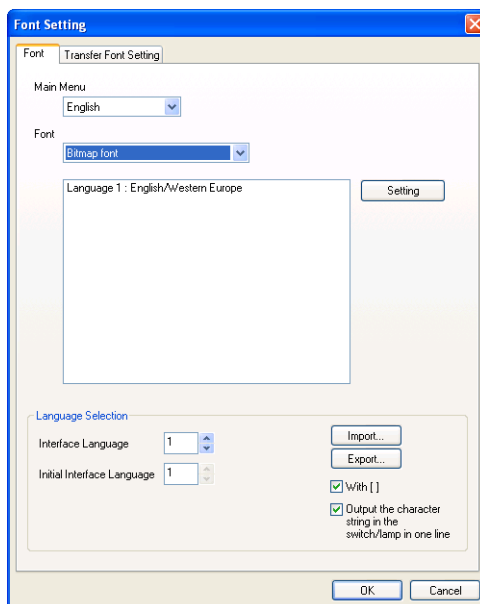 Font Setting
Font
Transfer Font Setting
Main Menu
English
Font
Bitmap font
Language 1 : English/Western Europe
Setting
Language Selection
Interface Language
1
Import...
Export...
Initial Interface Language
1
With [ ]
Output the character
string in the
switch/lamp in one line
OK
Cancel